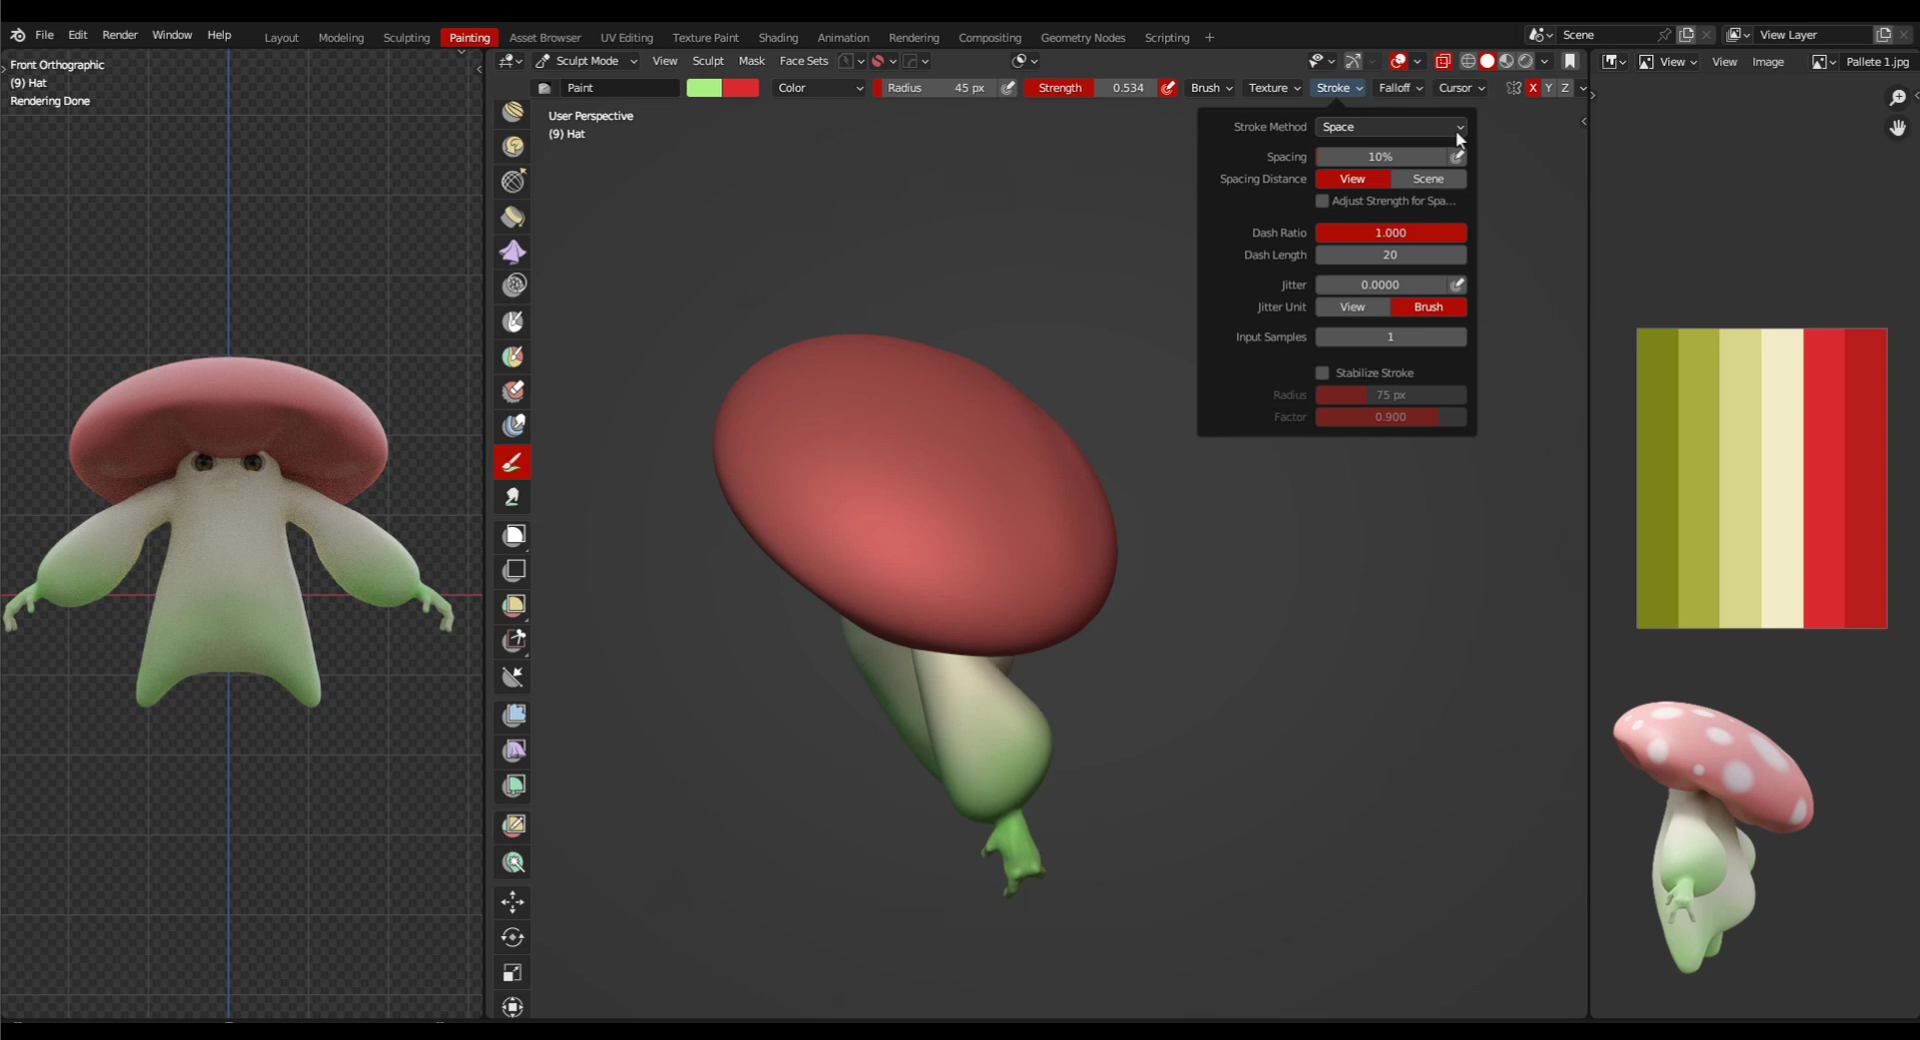 File Edit Render Window Help
Layout Modeling Sculpting Painting Asset Browser UV Editing Texture Paint Shading Animation Rendering Compositing Geometry Nodes Scripting +
Scene
View Layer
Front Orthographic
(9) Hat
Rendering Done
Sculpt Mode View Sculpt Mask Face Sets
View View Image Pallete 1.jpg
Paint Color Radius 45 px Strength 0.534 Brush Texture Stroke Falloff Cursor X Y Z
User Perspective
(9) Hat
Stroke Method Space
Spacing 10%
Spacing Distance View Scene
Adjust Strength for Spa...
Dash Ratio 1.000
Dash Length 20
Jitter 0.0000
Jitter Unit View Brush
Input Samples 1
Stabilize Stroke
Radius 75 px
Factor 0.900